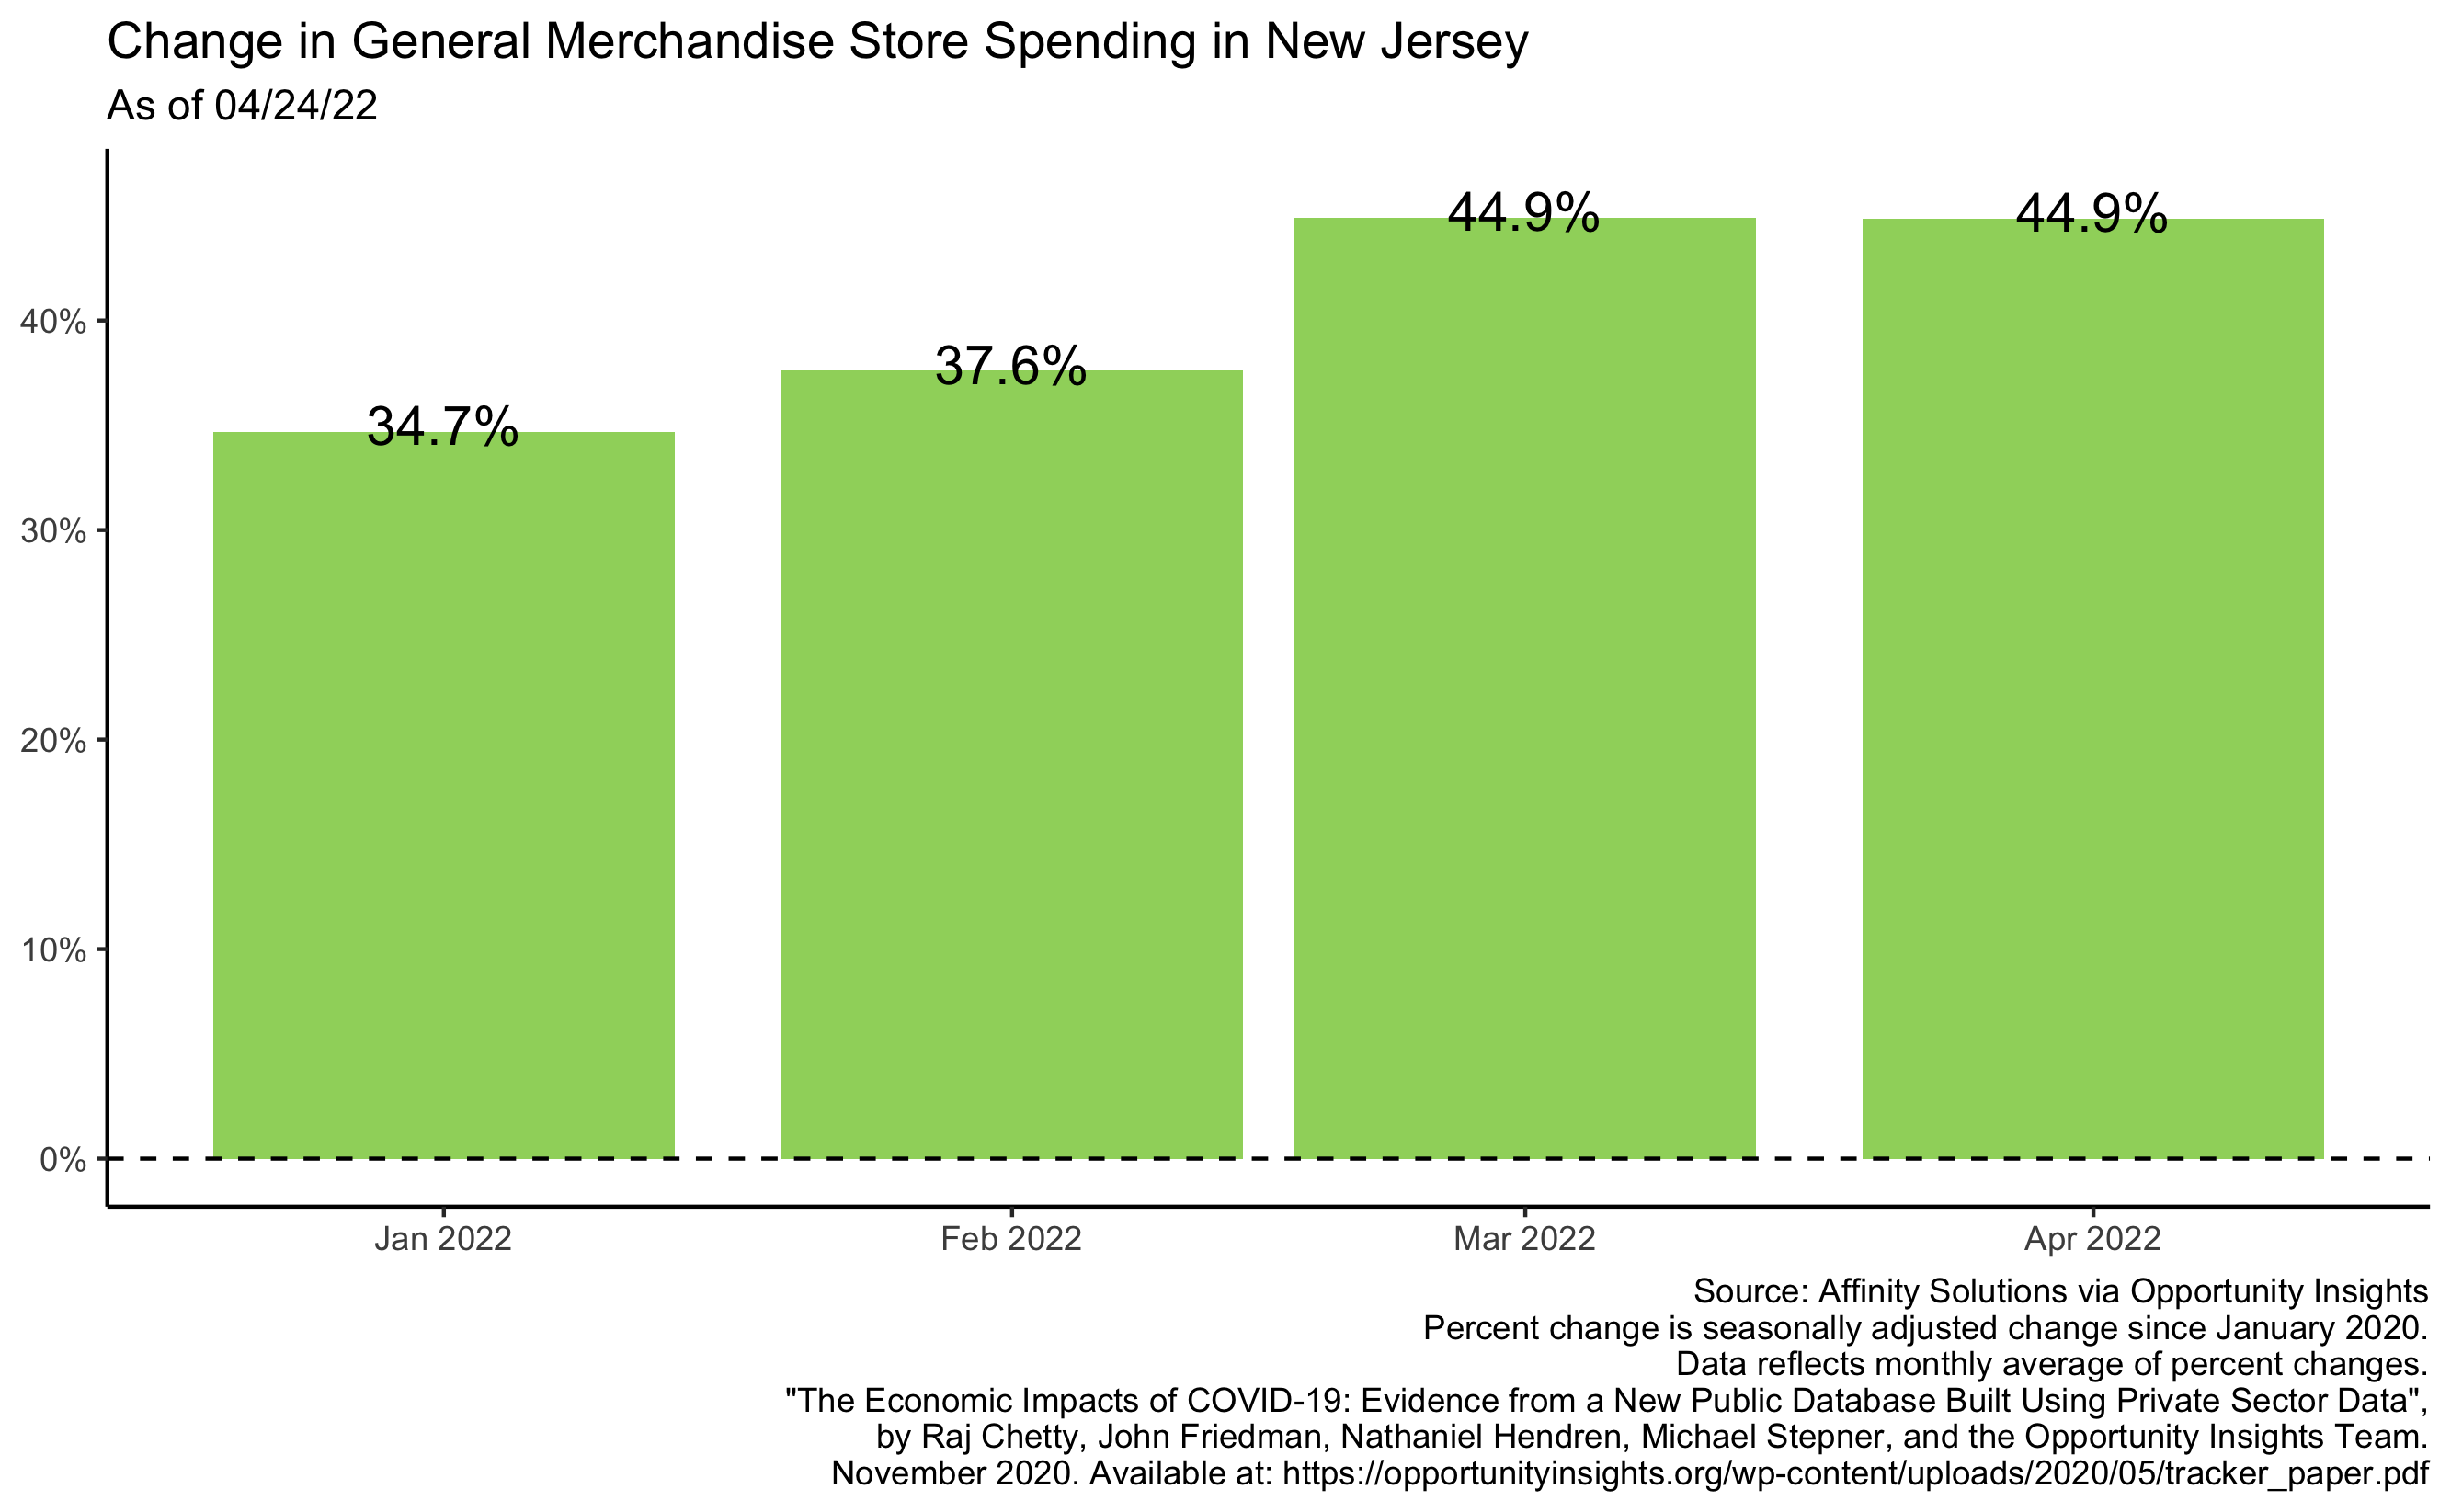 Change in General Merchandise Store Spending in New Jersey
As of 04/24/22
44.9%
44.9%
37.6%
34.7%
40%
30%
20%
10%
0%
Jan 2022
Feb 2022
Mar 2022
Apr 2022
Source: Affinity Solutions via Opportunity Insights
Percent change is seasonally adjusted change since January 2020.
Data reflects monthly average of percent changes.
"The Economic Impacts of COVID-19: Evidence from a New Public Database Built Using Private Sector Data",
by Raj Chetty, John Friedman, Nathaniel Hendren, Michael Stepner, and the Opportunity Insights Team.
November 2020. Available at: https://opportunityinsights.org/wp-content/uploads/2020/05/tracker_paper.pdf